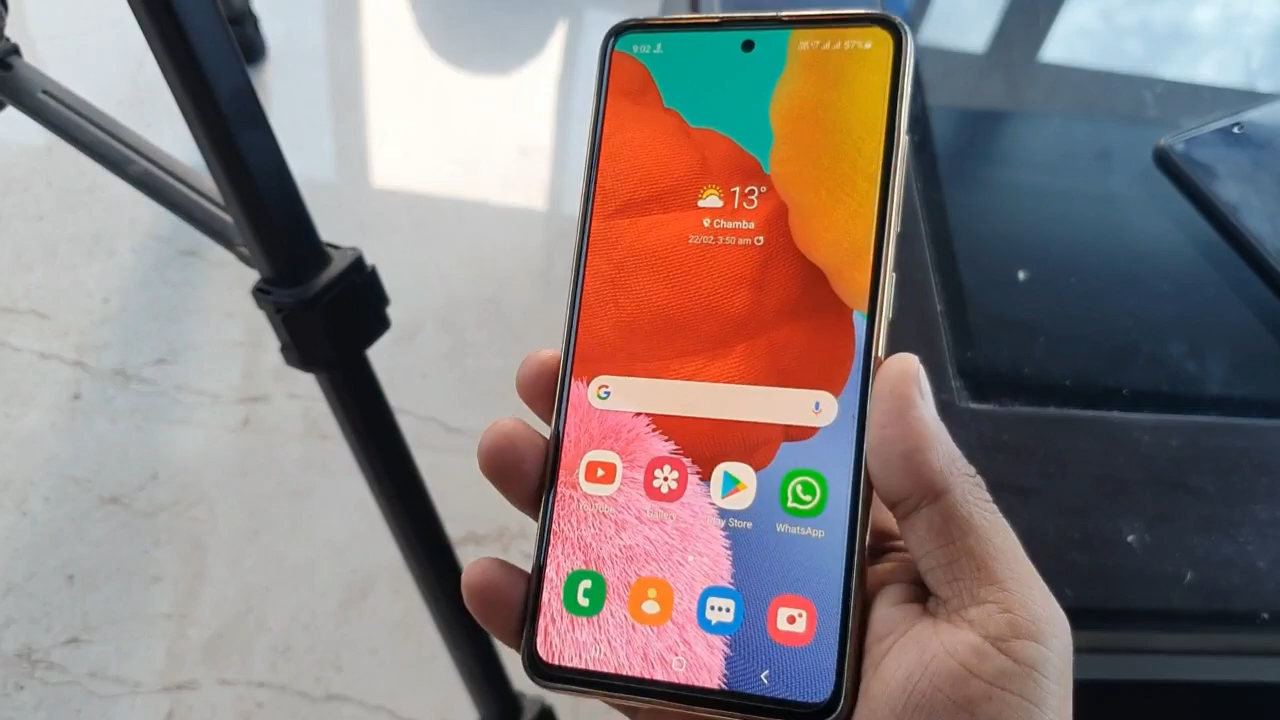 9:02
57%
13°
Chamba
22/02, 3:50 am
G
YouTube
Gallery
Play Store
WhatsApp